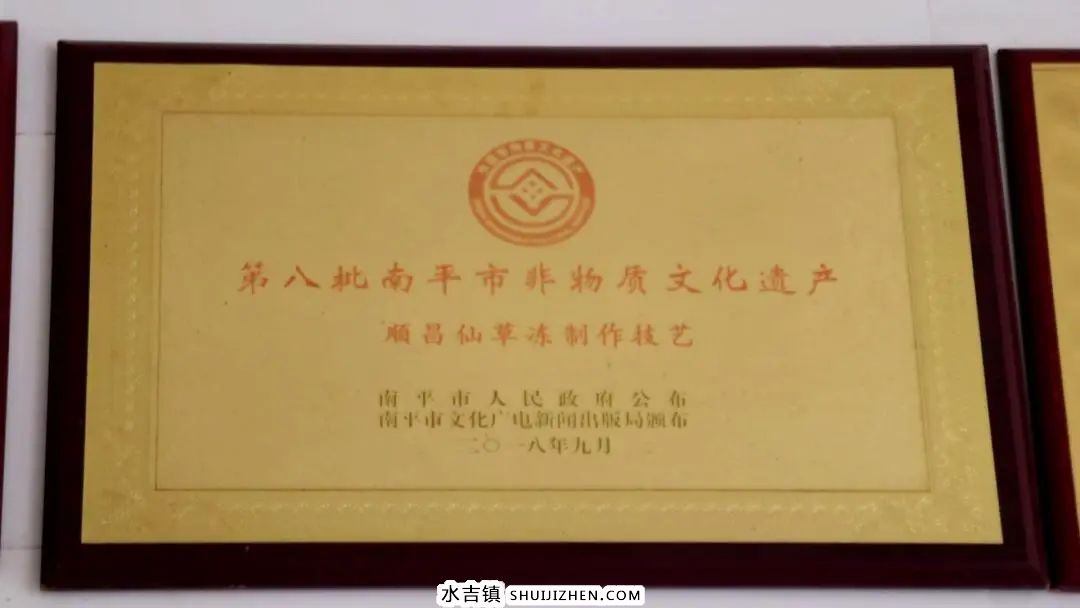 第八批南平市非物质文化遗产
顺昌仙草冻制作技艺
南平市人民政府公布
南平市文化广电新闻出版局颁布
二〇一八年九月
水吉镇 SHUIJIZHEN.COM